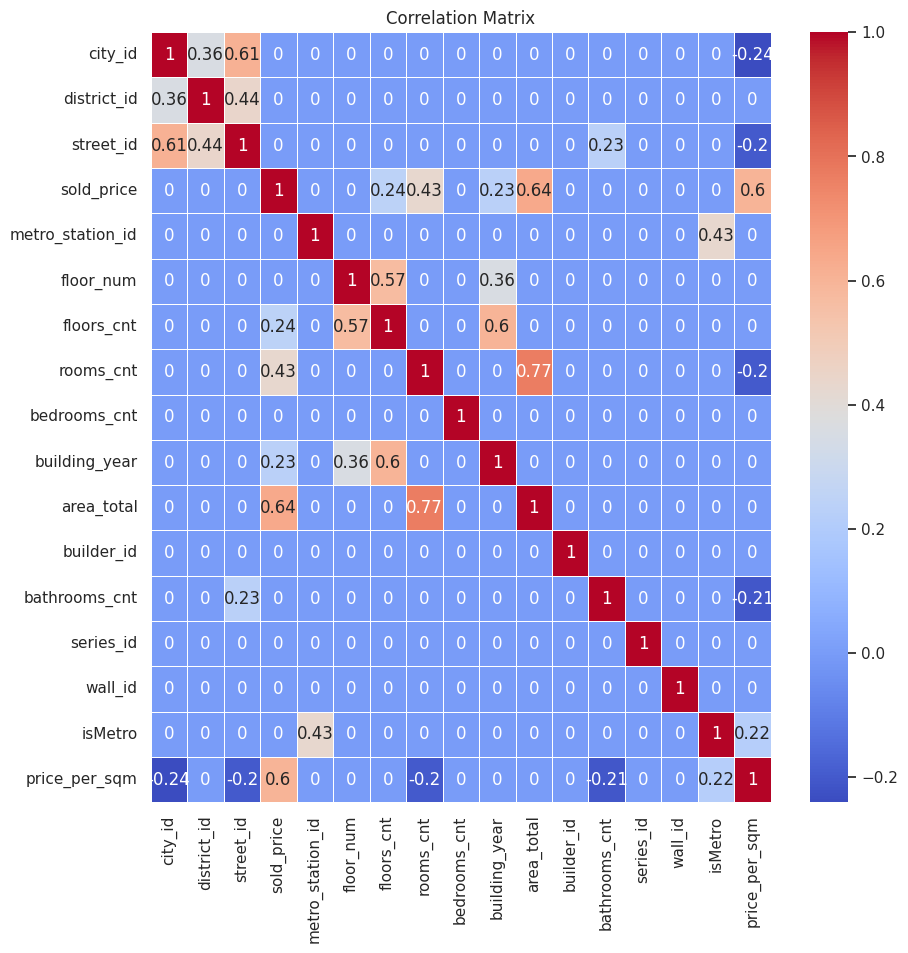 Correlation Matrix
city_id 1 0.36 0.61 0 0 0 0 0 0 0 0 0 0 0 0 0 -0.24
district_id 0.36 1 0.44 0 0 0 0 0 0 0 0 0 0 0 0 0 0
street_id 0.61 0.44 1 0 0 0 0 0 0 0 0 0 0.23 0 0 0 -0.2
sold_price 0 0 0 1 0 0 0.24 0.43 0 0.23 0.64 0 0 0 0 0 0.6
metro_station_id 0 0 0 0 1 0 0 0 0 0 0 0 0 0 0 0.43 0
floor_num 0 0 0 0 0 1 0.57 0 0 0.36 0 0 0 0 0 0 0
floors_cnt 0 0 0 0.24 0 0.57 1 0 0 0.6 0 0 0 0 0 0 0
rooms_cnt 0 0 0 0.43 0 0 0 1 0 0 0.77 0 0 0 0 0 -0.2
bedrooms_cnt 0 0 0 0 0 0 0 0 1 0 0 0 0 0 0 0 0
building_year 0 0 0 0.23 0 0.36 0.6 0 0 1 0 0 0 0 0 0 0
area_total 0 0 0 0.64 0 0 0 0.77 0 0 1 0 0 0 0 0 0
builder_id 0 0 0 0 0 0 0 0 0 0 0 1 0 0 0 0 0
bathrooms_cnt 0 0 0.23 0 0 0 0 0 0 0 0 0 1 0 0 0 -0.21
series_id 0 0 0 0 0 0 0 0 0 0 0 0 0 1 0 0 0
wall_id 0 0 0 0 0 0 0 0 0 0 0 0 0 0 1 0 0
isMetro 0 0 0 0 0.43 0 0 0 0 0 0 0 0 0 0 1 0.22
price_per_sqm -0.24 0 -0.2 0.6 0 0 0 -0.2 0 0 0 0 -0.21 0 0 0.22 1
city_id
district_id
street_id
sold_price
metro_station_id
floor_num
floors_cnt
rooms_cnt
bedrooms_cnt
building_year
area_total
builder_id
bathrooms_cnt
series_id
wall_id
isMetro
price_per_sqm
1.0
0.8
0.6
0.4
0.2
0.0
−0.2